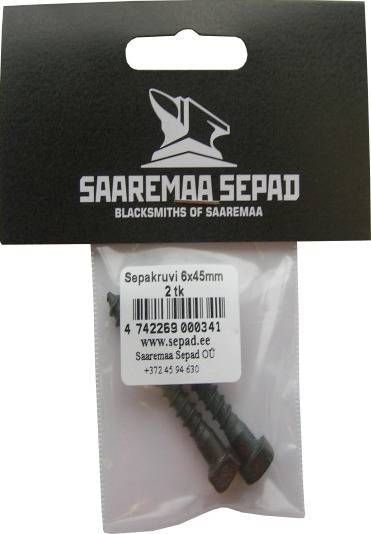 SAAREMAA SEPAD
BLACKSMITHS OF SAAREMAA
Sepakruvi 6x45mm
2 tk
4 742269 000341
www.sepad.ee
Saaremaa Sepad OÜ
+372 45 94 630